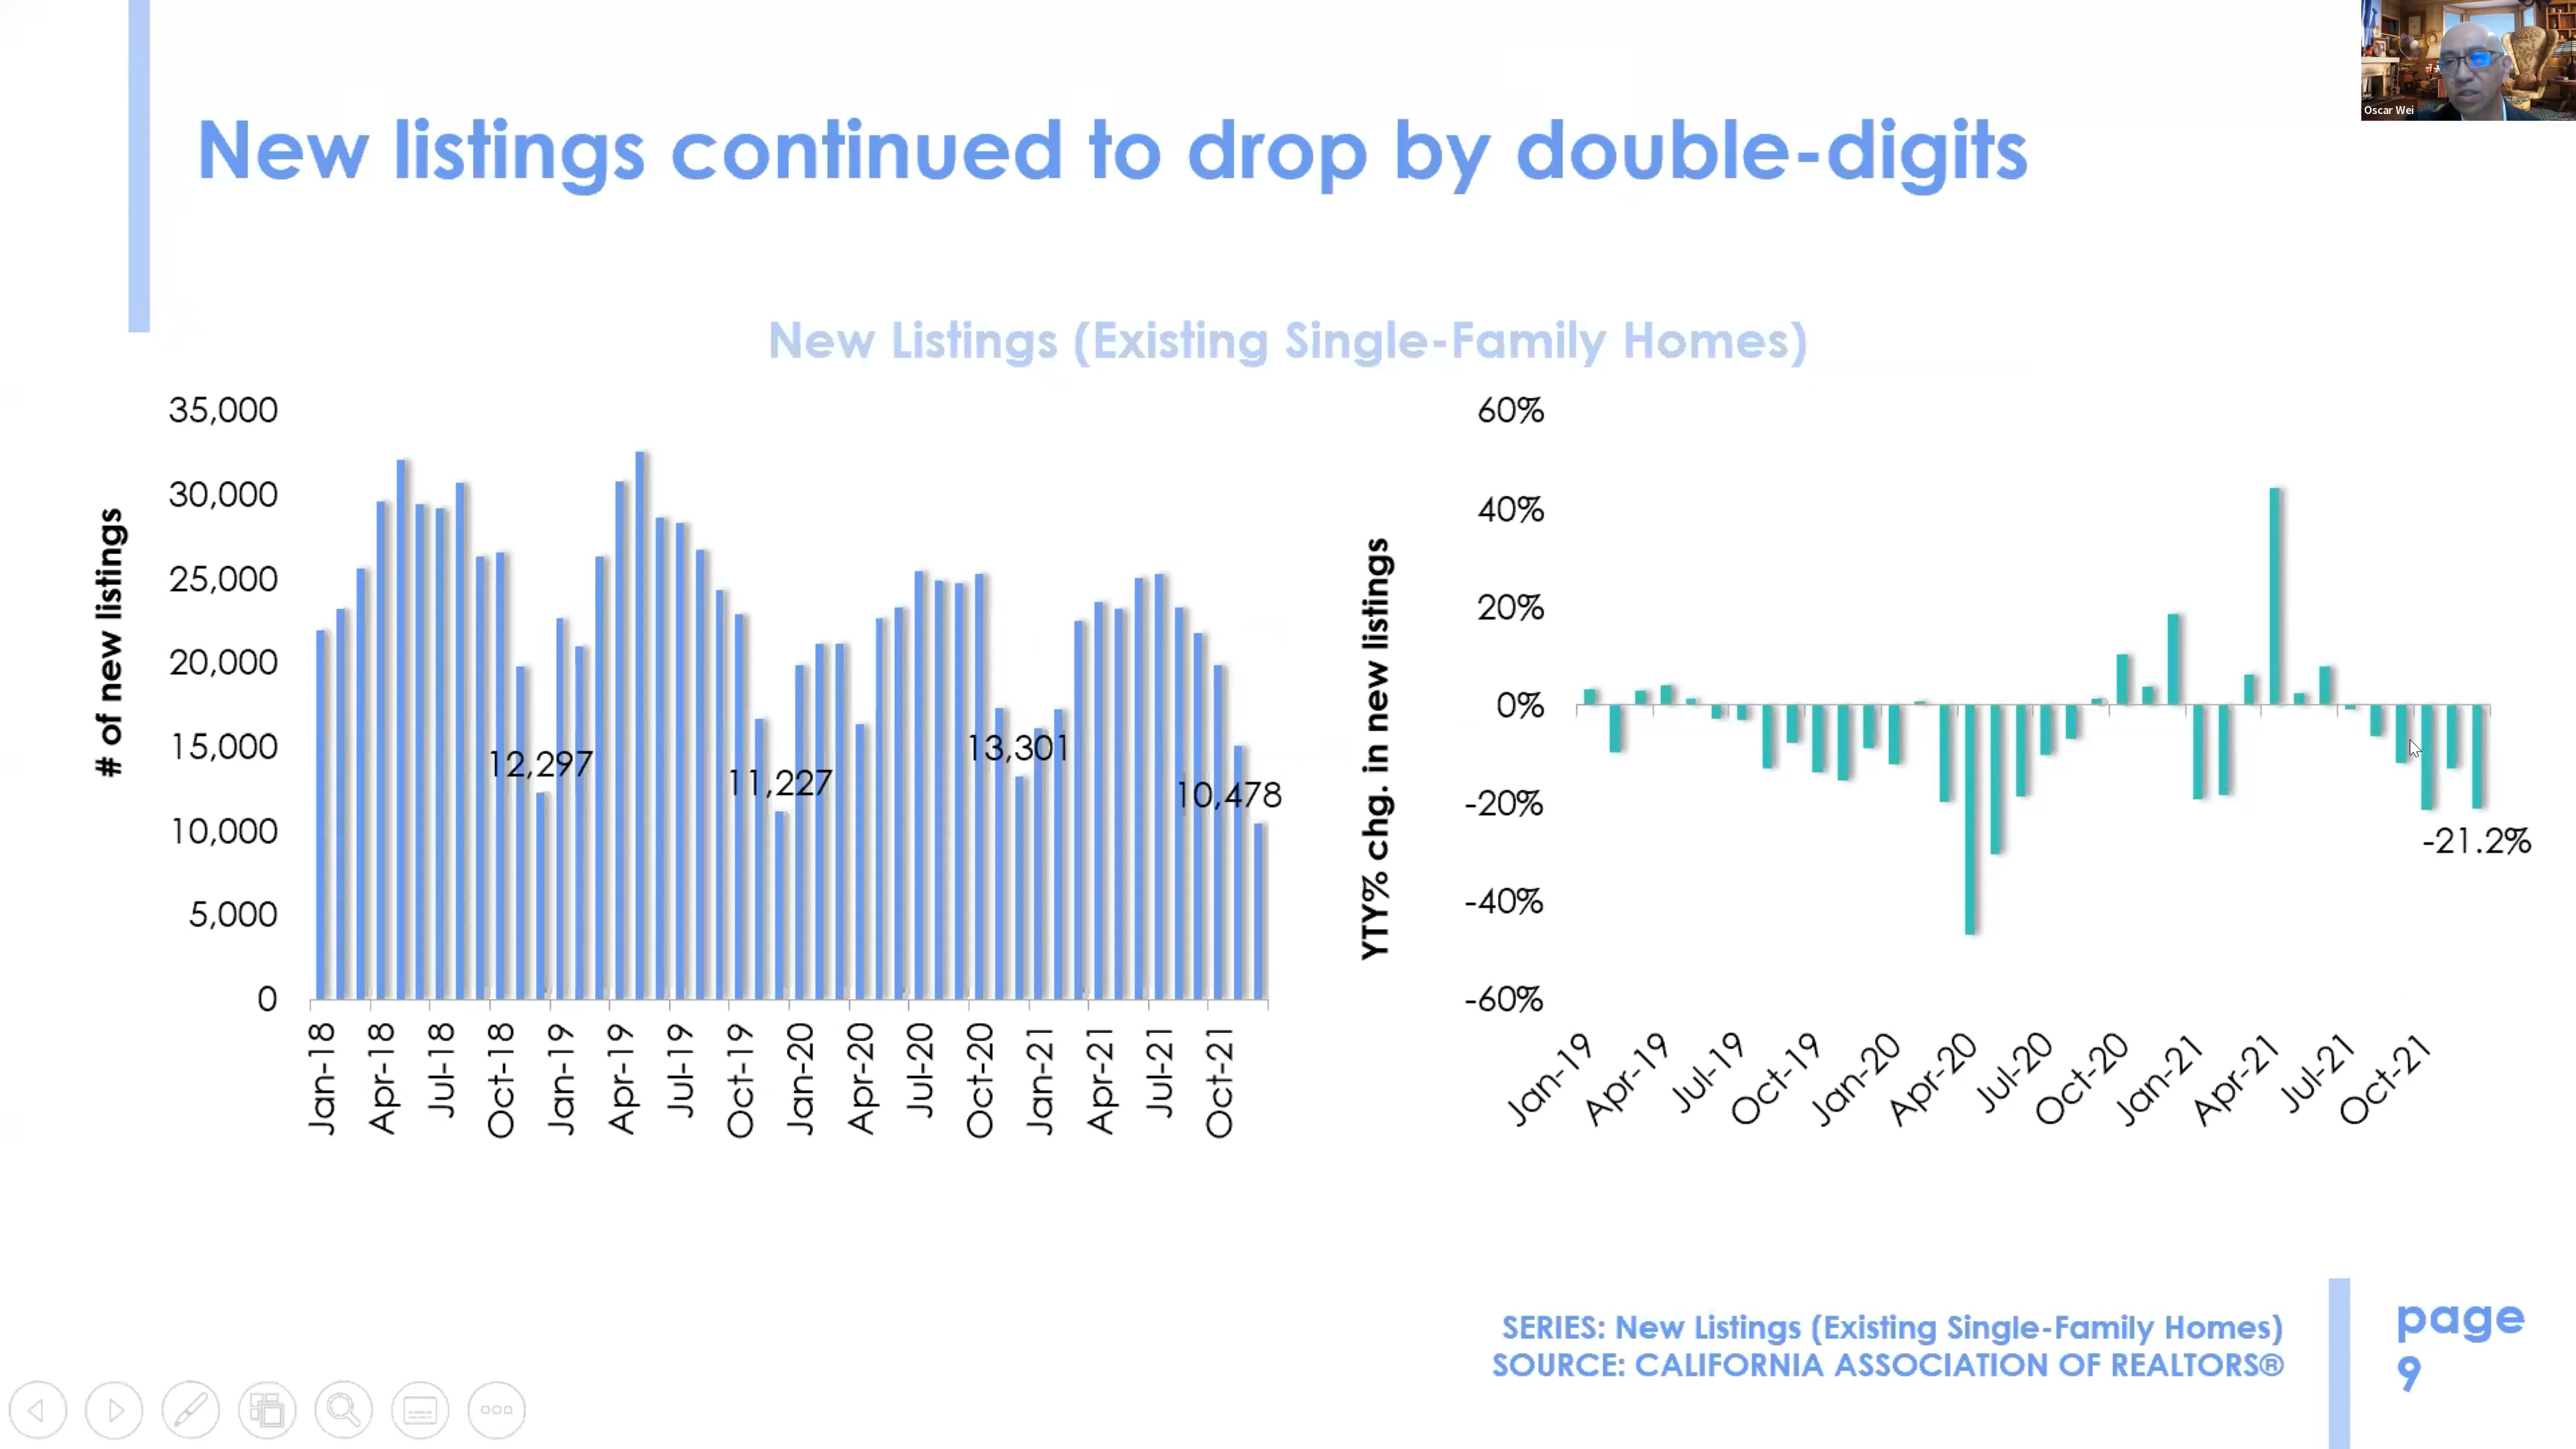 Oscar Wei
New listings continued to drop by double-digits
New Listings (Existing Single-Family Homes)
# of new listings
35,000
30,000
25,000
20,000
15,000
10,000
5,000
0
12,297
11,227
13,301
10,478
Jan-18
Apr-18
Jul-18
Oct-18
Jan-19
Apr-19
Jul-19
Oct-19
Jan-20
Apr-20
Jul-20
Oct-20
Jan-21
Apr-21
Jul-21
Oct-21
YTY% chg. in new listings
60%
40%
20%
0%
-20%
-40%
-60%
-21.2%
Jan-19
Apr-19
Jul-19
Oct-19
Jan-20
Apr-20
Jul-20
Oct-20
Jan-21
Apr-21
Jul-21
Oct-21
SERIES: New Listings (Existing Single-Family Homes)
SOURCE: CALIFORNIA ASSOCIATION OF REALTORS®
page
9